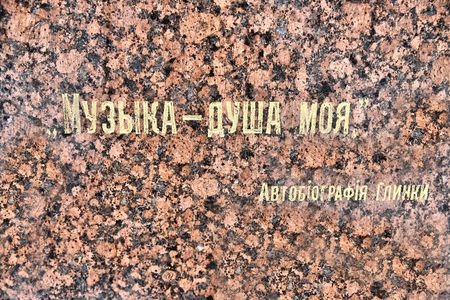 „Музыка – душа моя.”
Автобіографія Глинки.